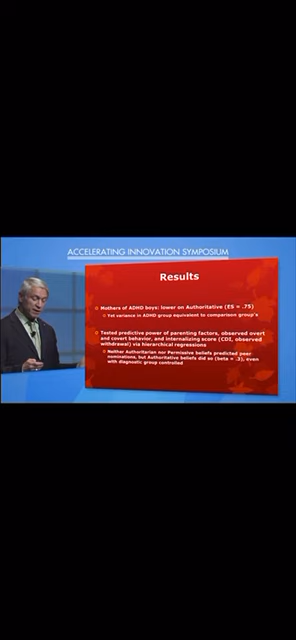 ACCELERATING INNOVATION SYMPOSIUM
Results
Mothers of ADHD boys: lower on Authoritative (ES = .75)
Yet variance in ADHD group equivalent to comparison group's
Tested predictive power of parenting factors, observed overt
and covert behavior, and internalizing score (CDI, observed
withdrawal) via hierarchical regressions
Neither Authoritarian nor Permissive beliefs predicted peer
nominations, but Authoritative beliefs did so (beta = .3), even
with diagnostic group controlled